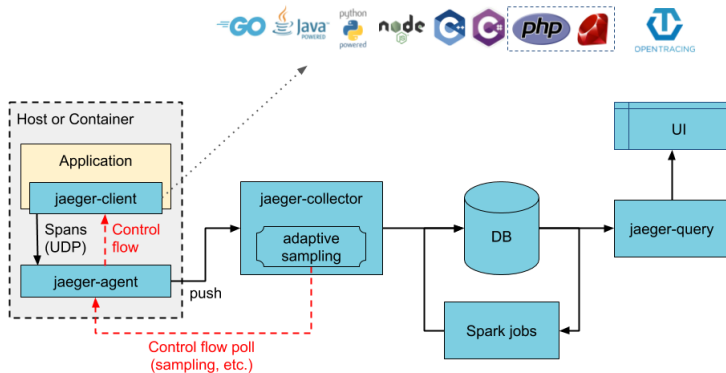 GO
Java
POWERED
python
powered
node
JS
C++
C#
php
OPENTRACING
Host or Container
Application
jaeger-client
Spans
(UDP)
Control
flow
jaeger-agent
push
jaeger-collector
adaptive
sampling
Control flow poll
(sampling, etc.)
DB
Spark jobs
UI
jaeger-query